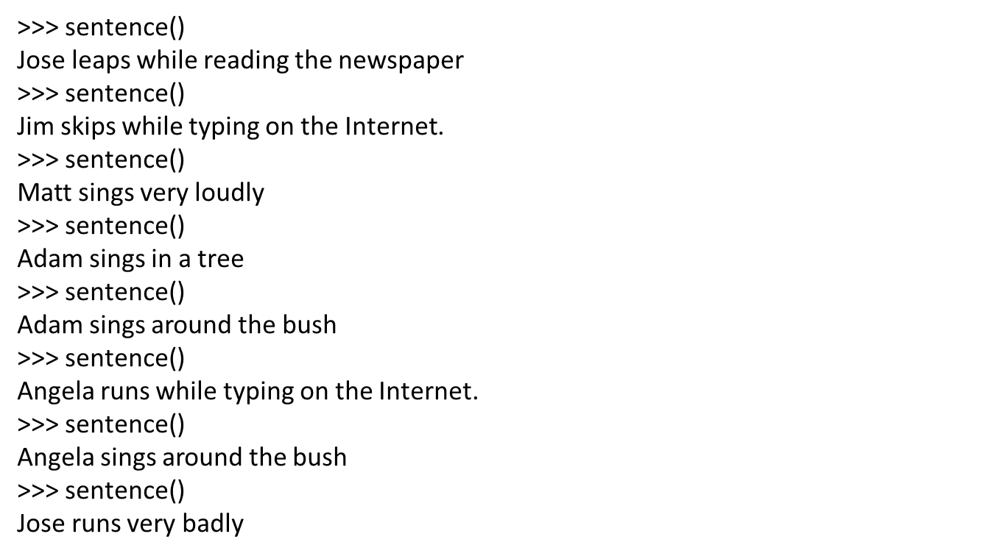 >>> sentence()
Jose leaps while reading the newspaper
>>> sentence()
Jim skips while typing on the Internet.
>>> sentence()
Matt sings very loudly
>>> sentence()
Adam sings in a tree
>>> sentence()
Adam sings around the bush
>>> sentence()
Angela runs while typing on the Internet.
>>> sentence()
Angela sings around the bush
>>> sentence()
Jose runs very badly